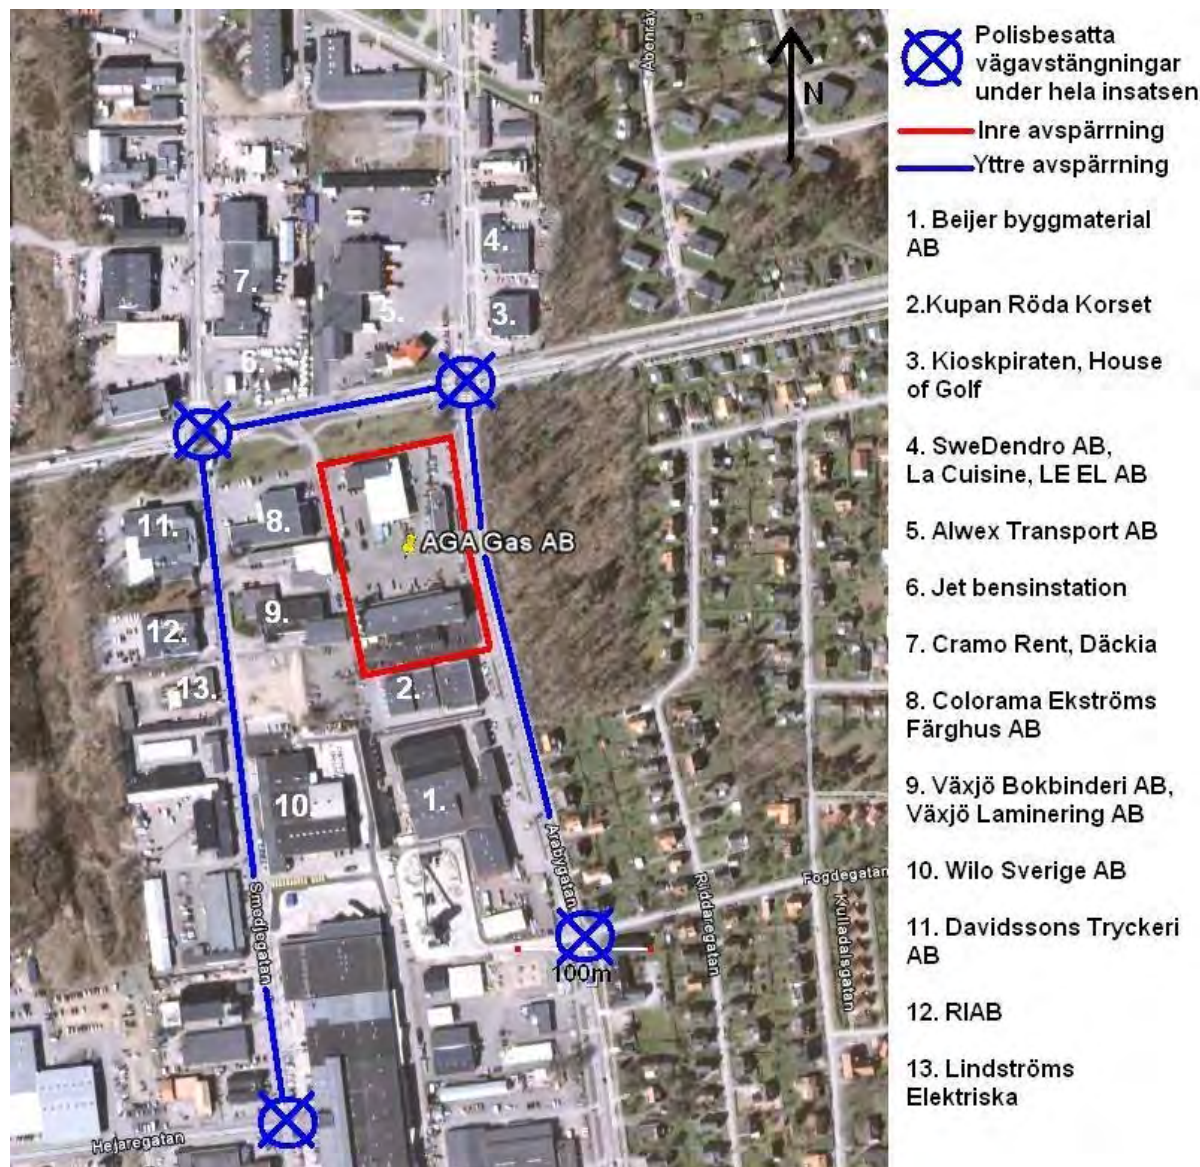 Polisbesatta
vägavstängningar
under hela insatsen
Inre avspärrning
Yttre avspärrning
1. Beijer byggmaterial
AB
2.Kupan Röda Korset
3. Kioskpiraten, House
of Golf
4. SweDendro AB,
La Cuisine, LE EL AB
5. Alwex Transport AB
6. Jet bensinstation
7. Cramo Rent, Däckia
8. Colorama Ekströms
Färghus AB
9. Växjö Bokbinderi AB,
Växjö Laminering AB
10. Wilo Sverige AB
11. Davidssons Tryckeri
AB
12. RIAB
13. Lindströms
Elektriska
N
4.
7.
5.
3.
6.
11.
8.
AGA Gas AB
9.
12.
13.
2.
10.
1.
Arabygatan
Smedjegatan
Riddaregatan
Fogdegatan
Kulladalsgatan
100m
Hejaregatan